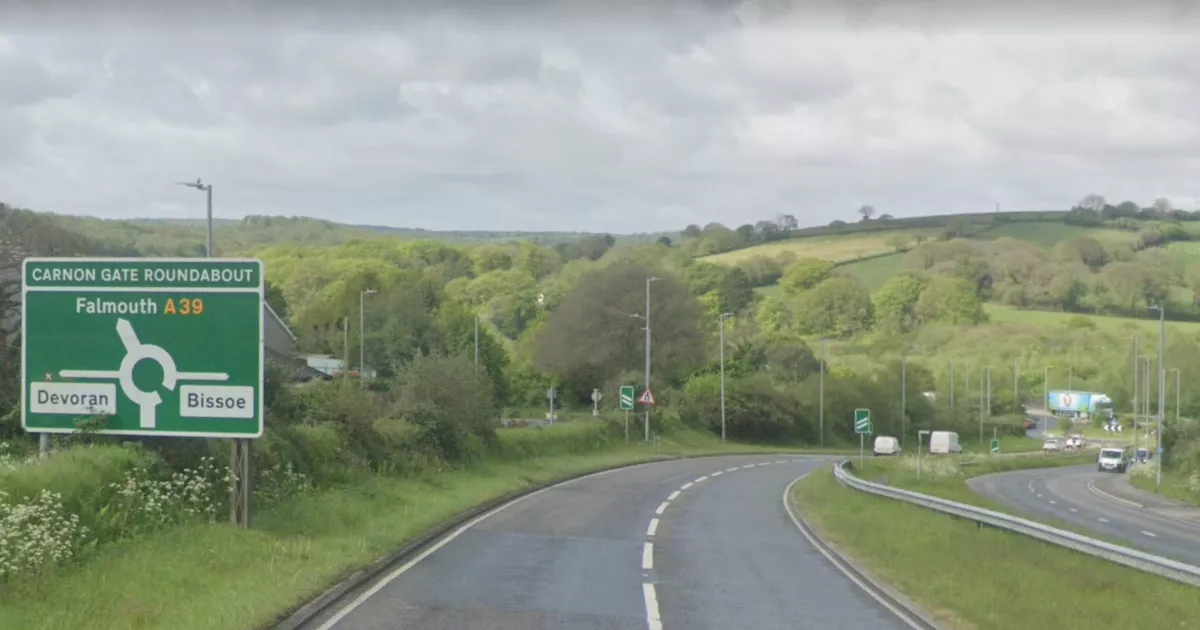 CARNON GATE ROUNDABOUT
Falmouth A39
Devoran
Bissoe